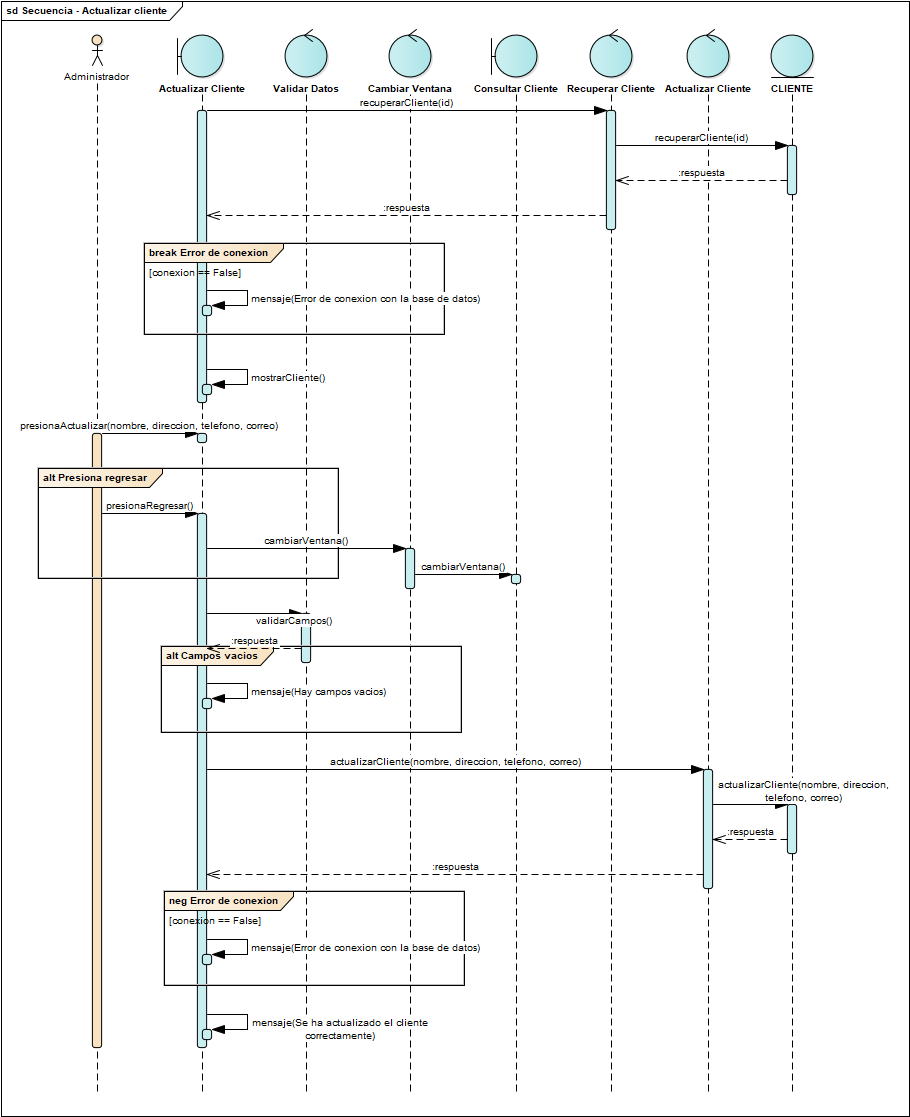 sd Secuencia - Actualizar cliente
Administrador
Actualizar Cliente
Validar Datos
Cambiar Ventana
Consultar Cliente
Recuperar Cliente
Actualizar Cliente
CLIENTE
recuperarCliente(id)
recuperarCliente(id)
:respuesta
:respuesta
break Error de conexion
[conexion == False]
mensaje(Error de conexion con la base de datos)
mostrarCliente()
presionaActualizar(nombre, direccion, telefono, correo)
alt Presiona regresar
presionaRegresar()
cambiarVentana()
cambiarVentana()
validarCampos()
:respuesta
alt Campos vacios
mensaje(Hay campos vacios)
actualizarCliente(nombre, direccion, telefono, correo)
actualizarCliente(nombre, direccion,
telefono, correo)
:respuesta
:respuesta
neg Error de conexion
[conexion == False]
mensaje(Error de conexion con la base de datos)
mensaje(Se ha actualizado el cliente
correctamente)